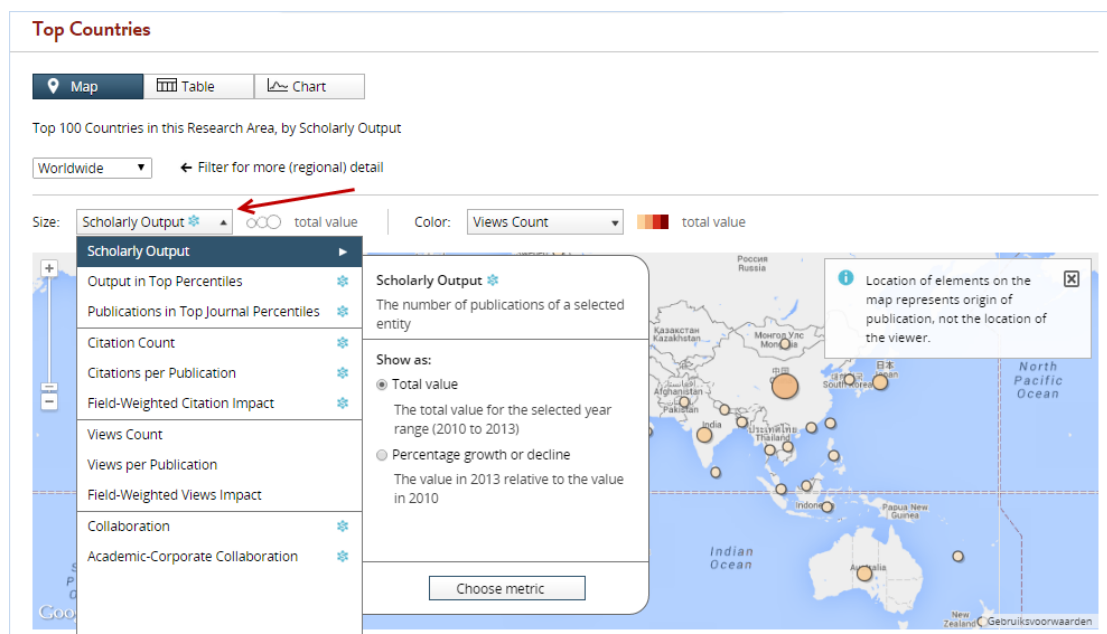 Top Countries
Map
Table
Chart
Top 100 Countries in this Research Area, by Scholarly Output
Worldwide
Filter for more (regional) detail
Size:
Scholarly Output
total value
Color:
Views Count
total value
Scholarly Output
Output in Top Percentiles
Publications in Top Journal Percentiles
Citation Count
Citations per Publication
Field-Weighted Citation Impact
Views Count
Views per Publication
Field-Weighted Views Impact
Collaboration
Academic-Corporate Collaboration
Scholarly Output
The number of publications of a selected
entity
Show as:
Total value
The total value for the selected year
range (2010 to 2013)
Percentage growth or decline
The value in 2013 relative to the value
in 2010
Choose metric
Location of elements on the
map represents origin of
publication, not the location of
the viewer.
Россия
Russia
Казахстан
Kazakhstan
Монгол Улс
Mongolia
中国
日本
Japan
South Korea
Afghanistan
Pakistan
India
Thailand
Papua New
Guinea
North
Pacific
Ocean
Indian
Ocean
Australia
New
Zealand
Gebruiksvoorwaarden